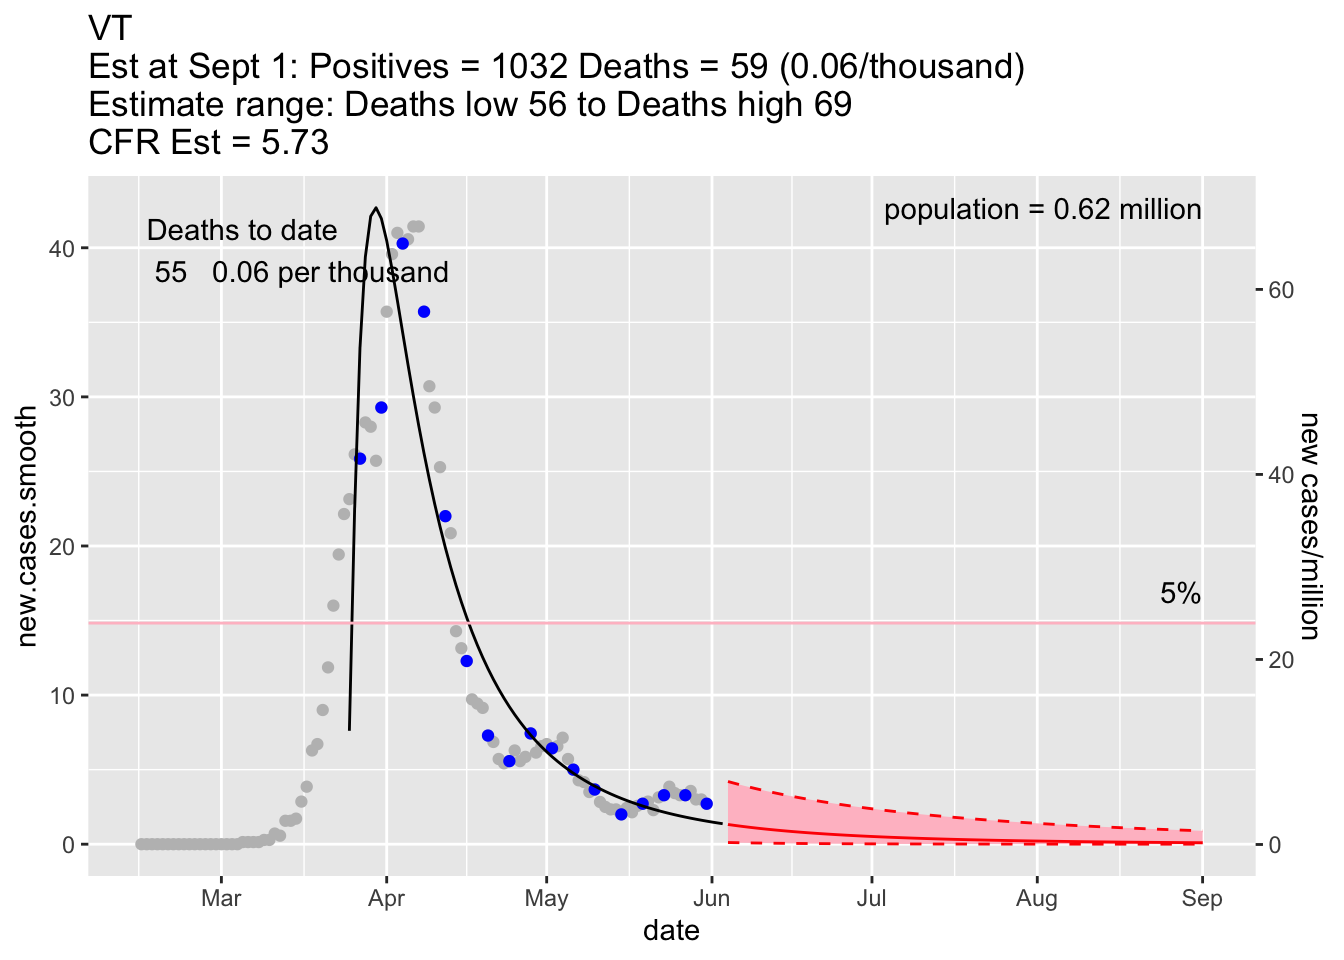 VT
Est at Sept 1: Positives = 1032 Deaths = 59 (0.06/thousand)
Estimate range: Deaths low 56 to Deaths high 69
CFR Est = 5.73
population = 0.62 million
Deaths to date
55 0.06 per thousand
5%
new.cases.smooth
40
30
20
10
0
new cases/million
60
40
20
0
Mar Apr May Jun Jul Aug Sep
date